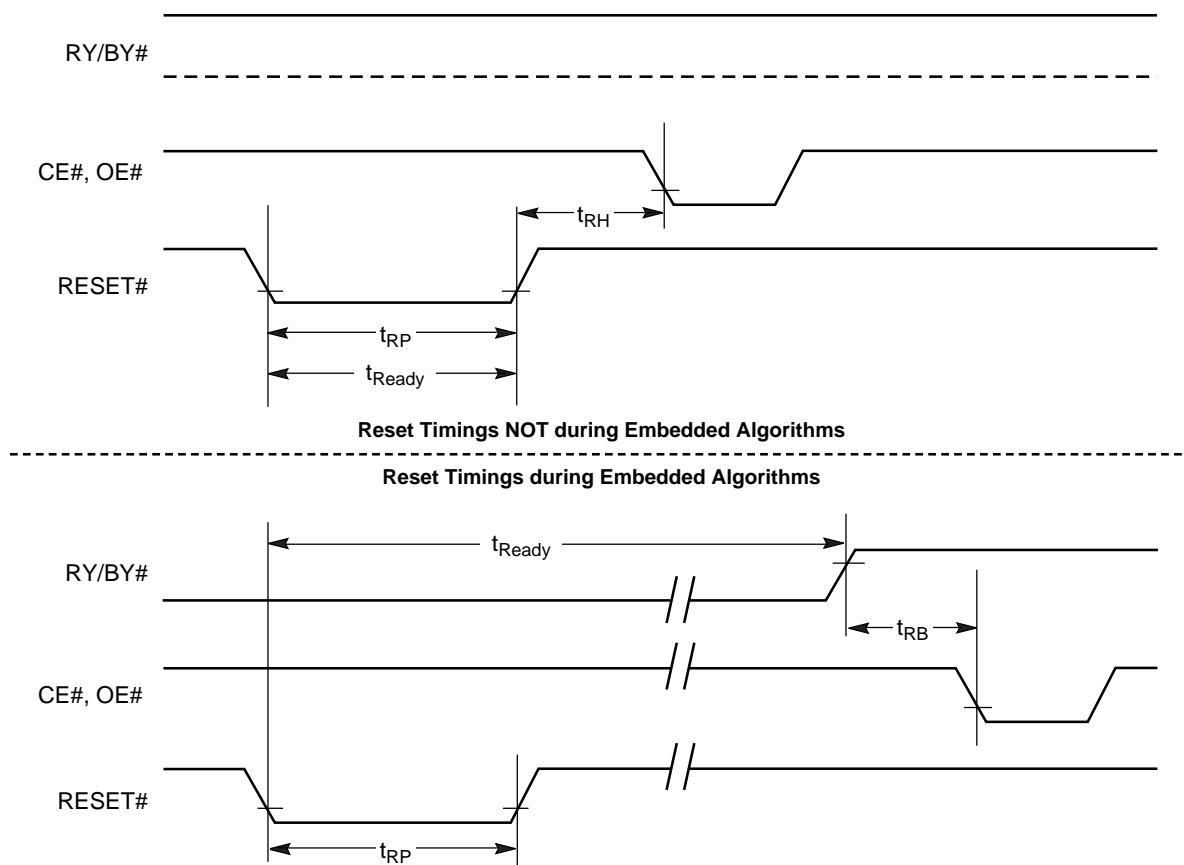 RY/BY#
CE#, OE#
tRH
RESET#
tRP
tReady
Reset Timings NOT during Embedded Algorithms
Reset Timings during Embedded Algorithms
tReady
RY/BY#
tRB
CE#, OE#
RESET#
tRP